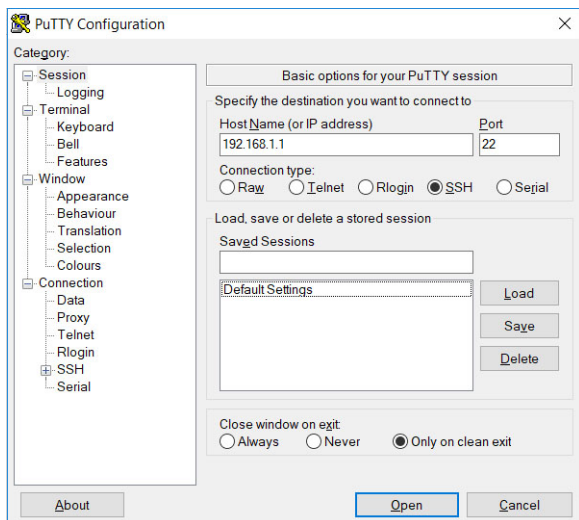 PuTTY Configuration
Category:
Session
Logging
Terminal
Keyboard
Bell
Features
Window
Appearance
Behaviour
Translation
Selection
Colours
Connection
Data
Proxy
Telnet
Rlogin
SSH
Serial
Basic options for your PuTTY session
Specify the destination you want to connect to
Host Name (or IP address) Port
192.168.1.1 22
Connection type:
Raw Telnet Rlogin SSH Serial
Load, save or delete a stored session
Saved Sessions
Default Settings
Load
Save
Delete
Close window on exit:
Always Never Only on clean exit
About Open Cancel